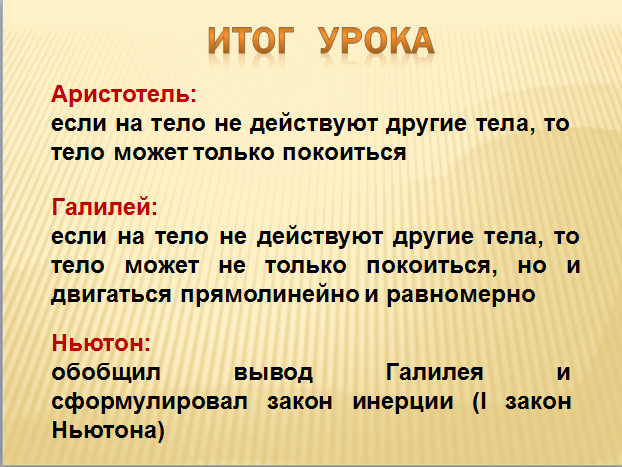 ИТОГ УРОКА
Аристотель:
если на тело не действуют другие тела, то
тело может только покоиться
Галилей:
если на тело не действуют другие тела, то
тело может не только покоиться, но и
двигаться прямолинейно и равномерно
Ньютон:
обобщил вывод Галилея и
сформулировал закон инерции (I закон
Ньютона)